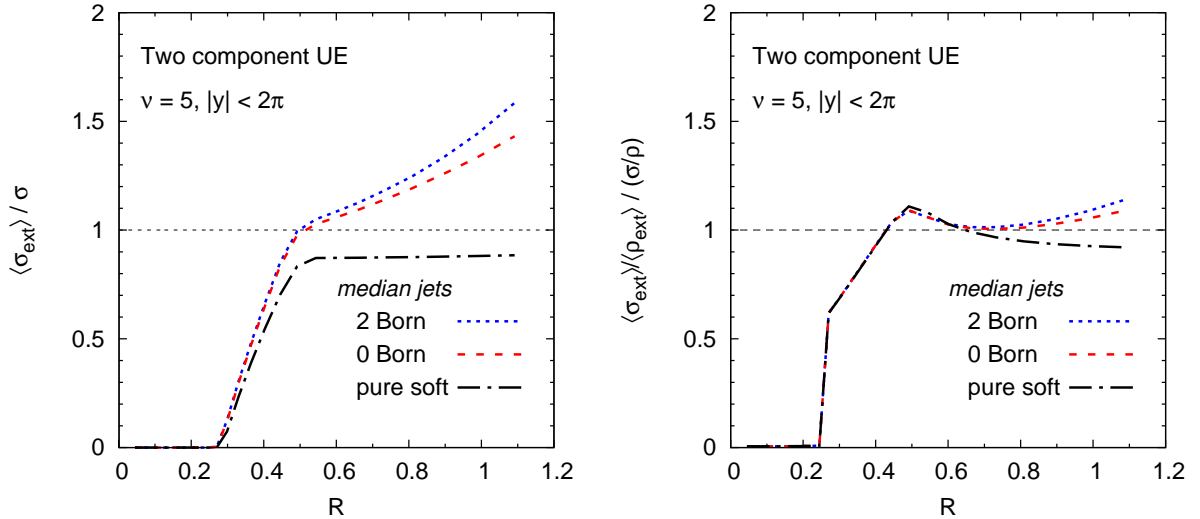 2
1.5
1
0.5
0
0 0.2 0.4 0.6 0.8 1 1.2
R
⟨σext⟩ / σ
Two component UE
ν = 5, |y| < 2π
median jets
2 Born
0 Born
pure soft
2
1.5
1
0.5
0
0 0.2 0.4 0.6 0.8 1 1.2
R
⟨σext⟩/⟨ρext⟩ / (σ/ρ)
Two component UE
ν = 5, |y| < 2π
median jets
2 Born
0 Born
pure soft